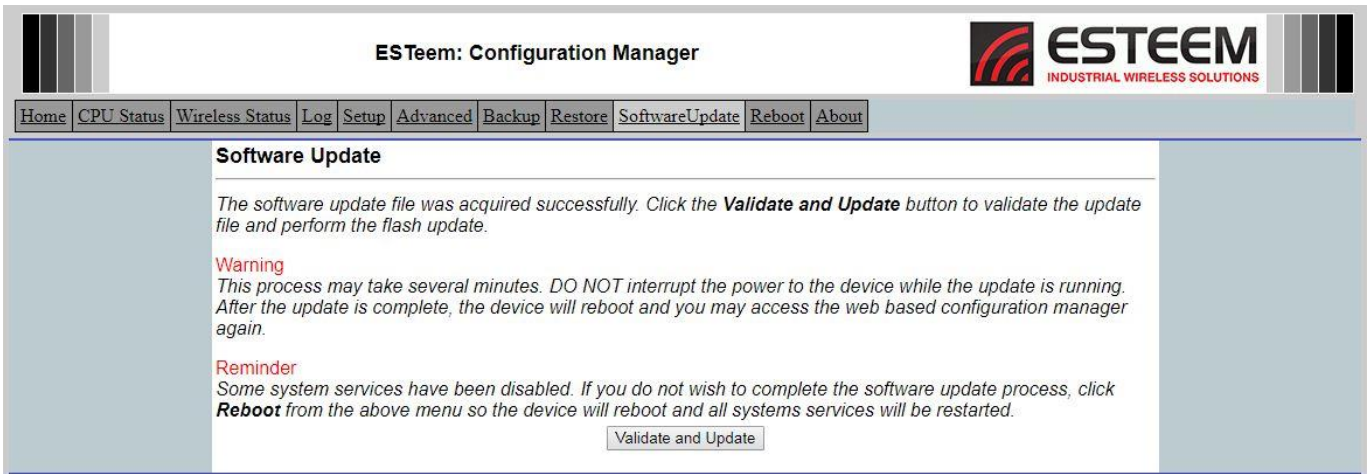 ESTeem: Configuration Manager
ESTEEM
INDUSTRIAL WIRELESS SOLUTIONS
Home CPU Status Wireless Status Log Setup Advanced Backup Restore SoftwareUpdate Reboot About
Software Update
The software update file was acquired successfully. Click the Validate and Update button to validate the update
file and perform the flash update.
Warning
This process may take several minutes. DO NOT interrupt the power to the device while the update is running.
After the update is complete, the device will reboot and you may access the web based configuration manager
again.
Reminder
Some system services have been disabled. If you do not wish to complete the software update process, click
Reboot from the above menu so the device will reboot and all systems services will be restarted.
Validate and Update